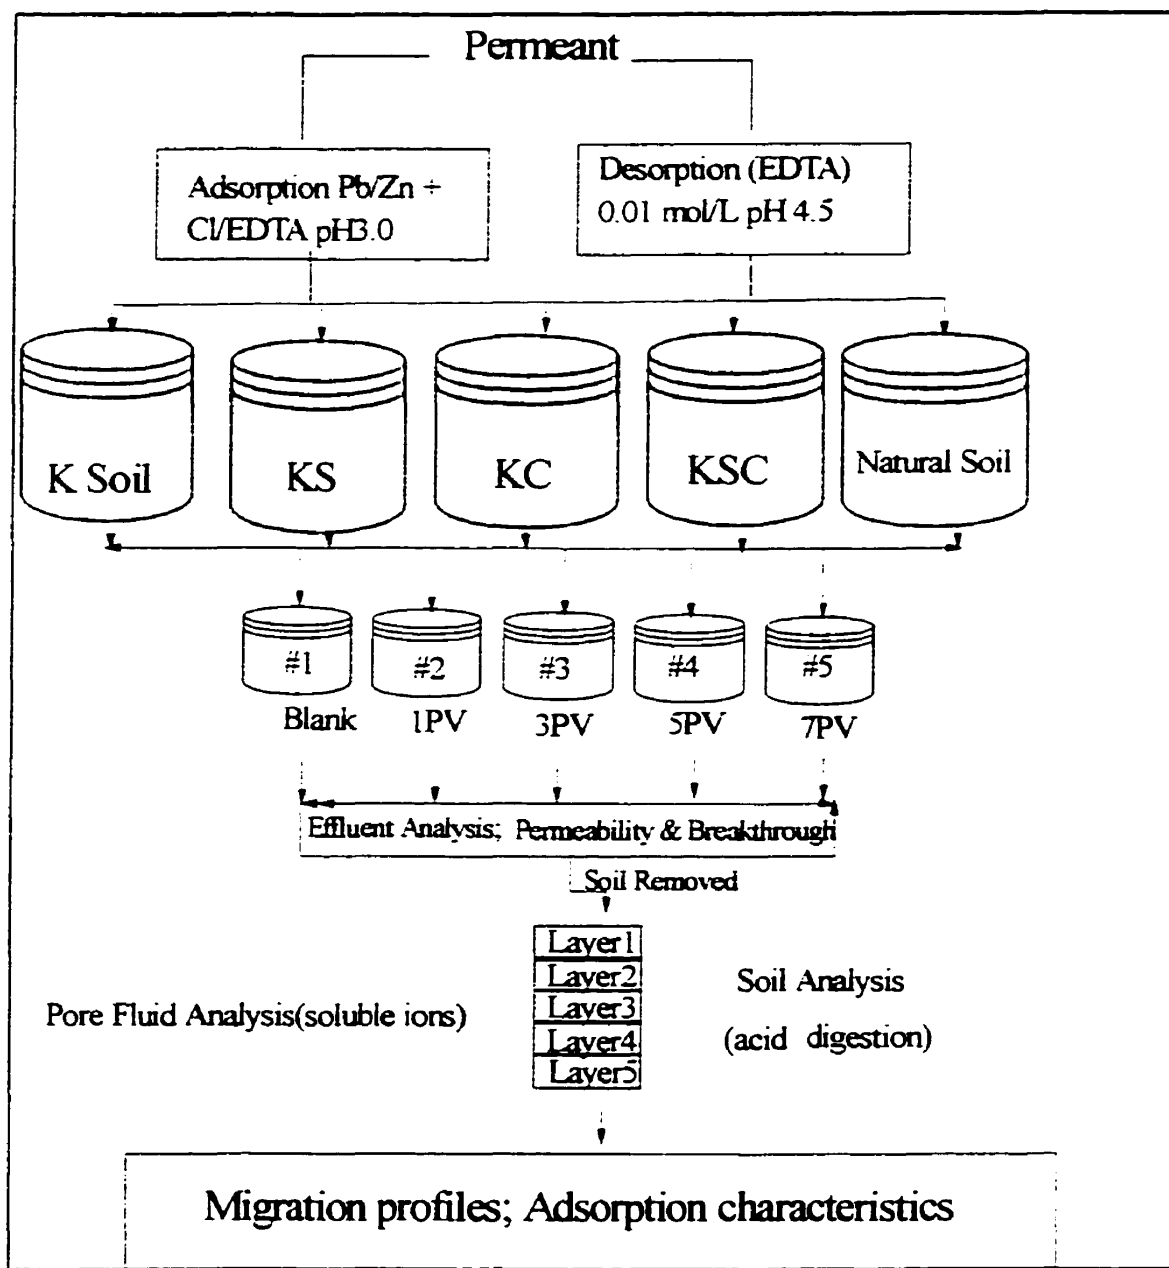 Permeant
Adsorption Pb/Zn +
Cl/EDTA pH3.0
Desorption (EDTA)
0.01 mol/L pH 4.5
K Soil
KS
KC
KSC
Natural Soil
#1
#2
#3
#4
#5
Blank
1PV
3PV
5PV
7PV
Effluent Analysis; Permeability & Breakthrough
Soil Removed
Layer1
Layer2
Layer3
Layer4
Layer5
Pore Fluid Analysis(soluble ions)
Soil Analysis
(acid digestion)
Migration profiles; Adsorption characteristics